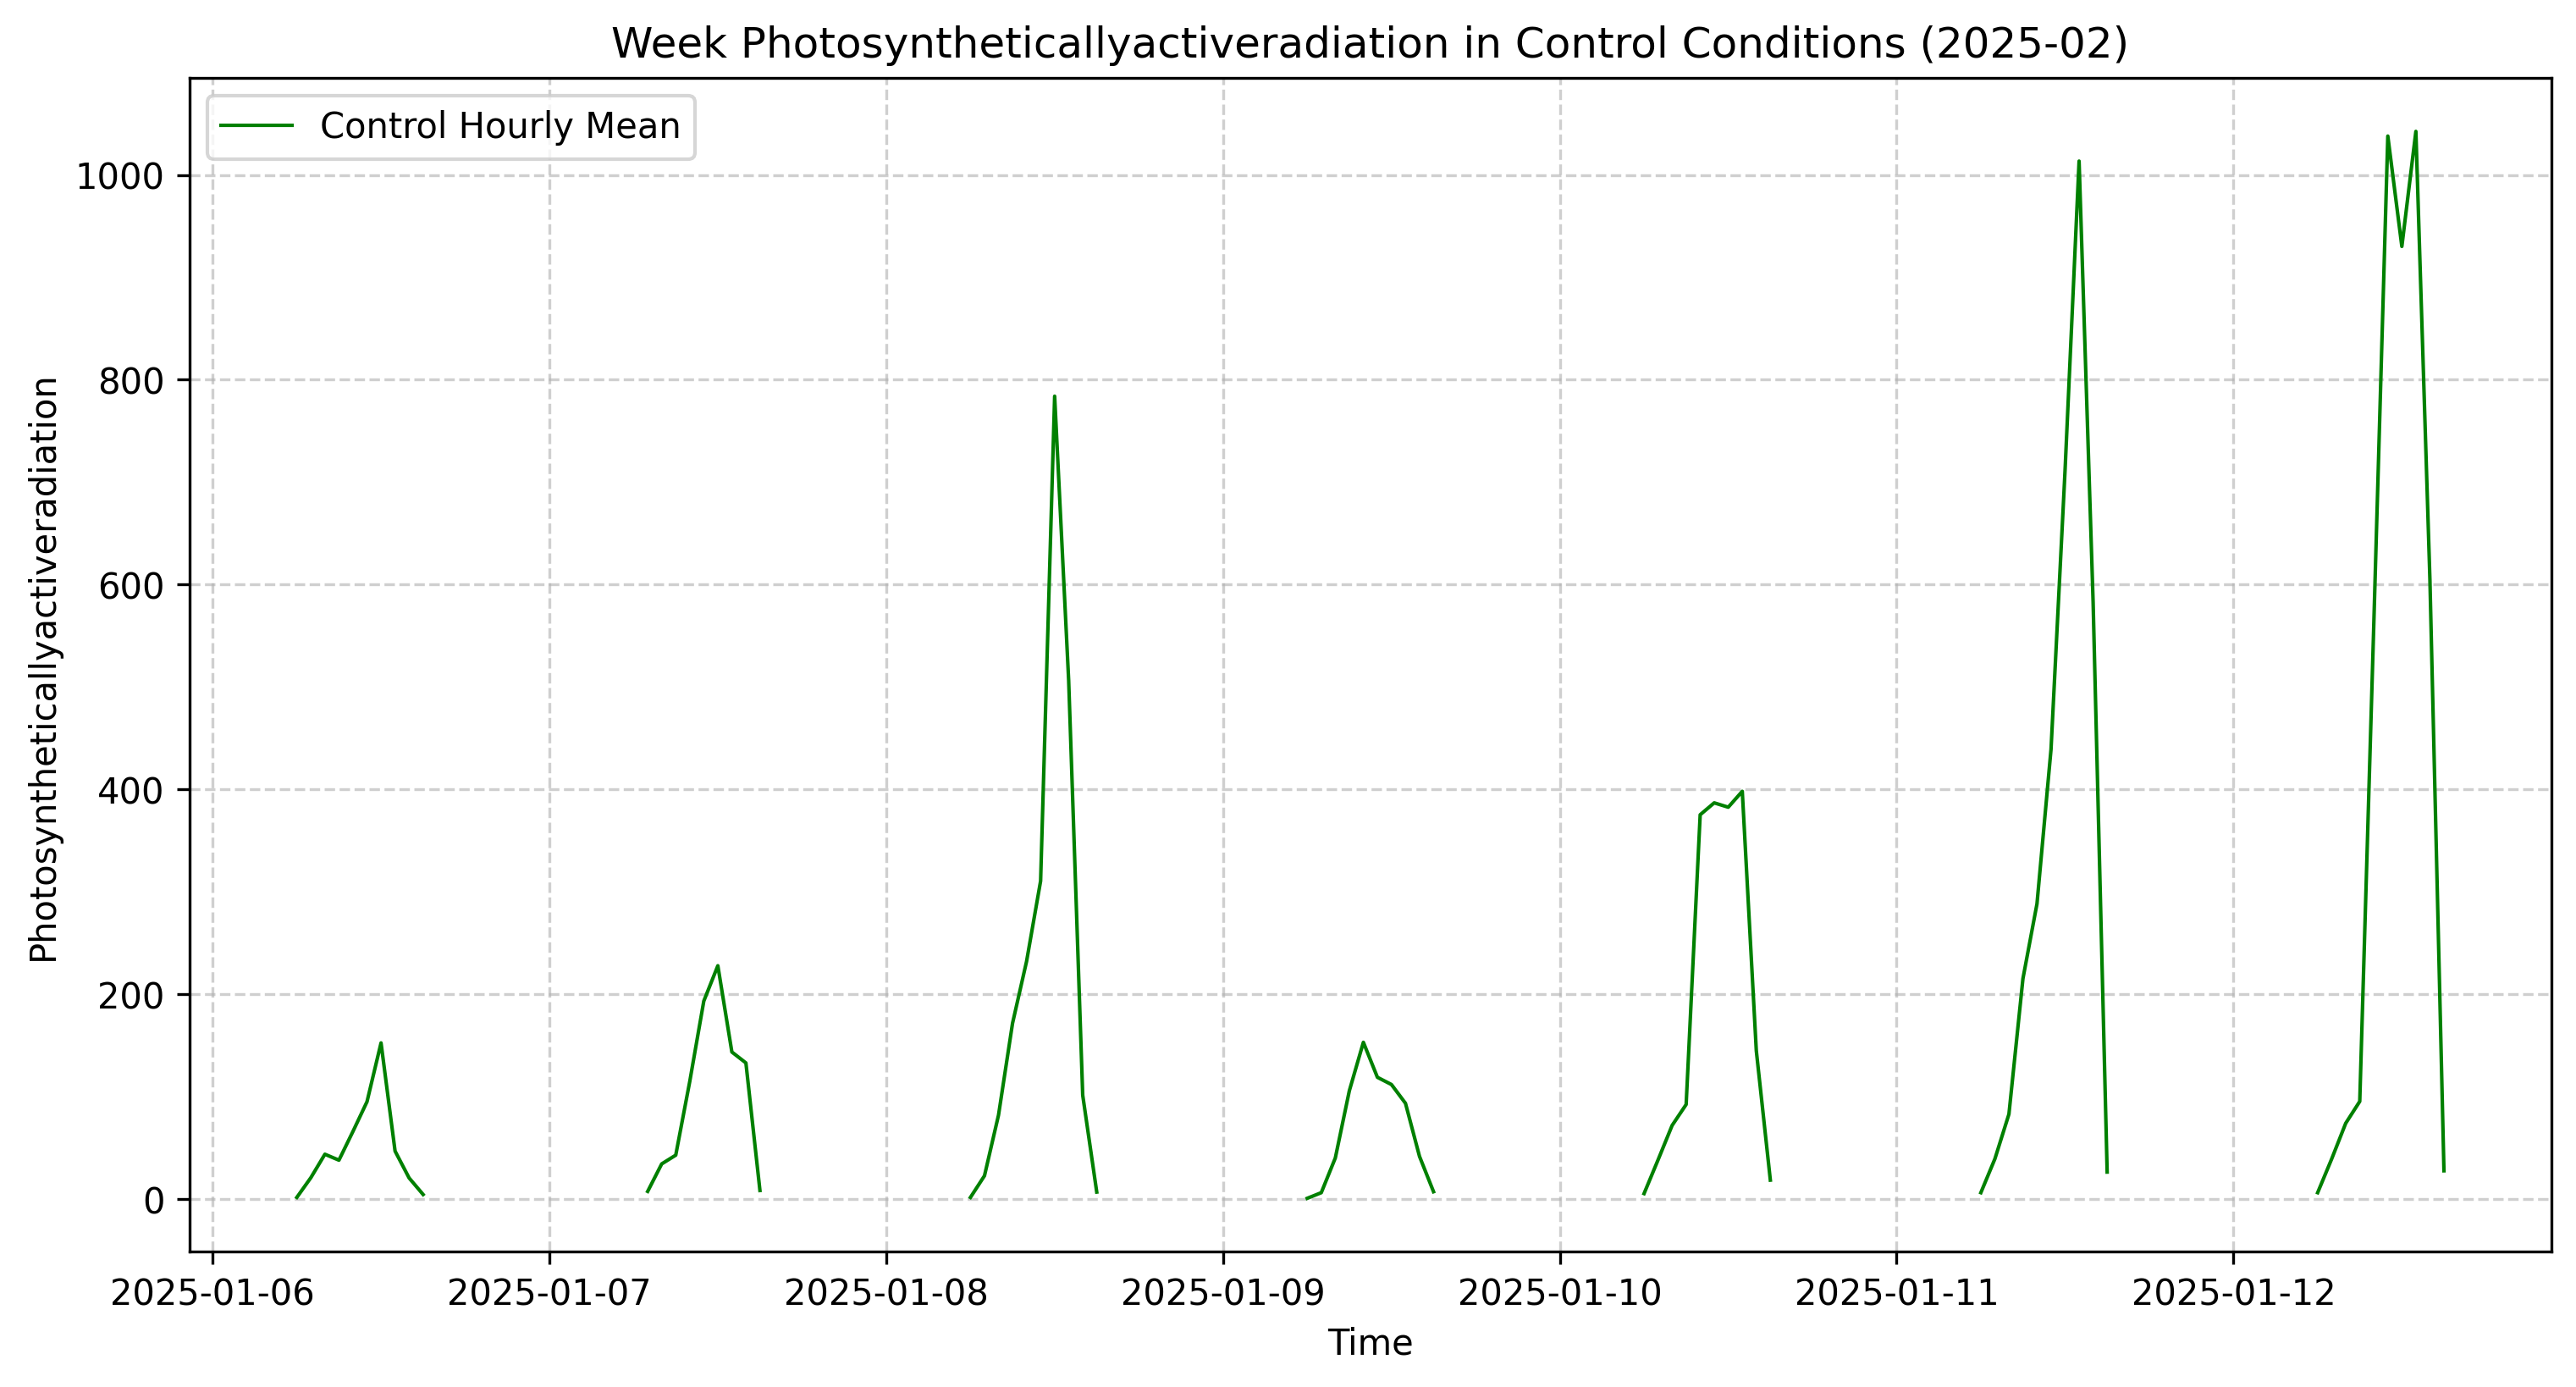 Week Photosyntheticallyactiveradiation in Control Conditions (2025-02)
Control Hourly Mean
Photosyntheticallyactiveradiation
1000
800
600
400
200
0
2025-01-06 2025-01-07 2025-01-08 2025-01-09 2025-01-10 2025-01-11 2025-01-12
Time